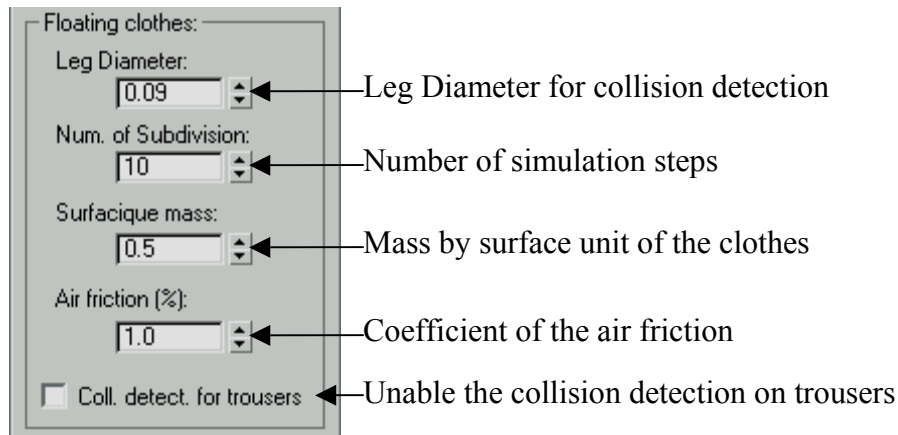 Floating clothes:
Leg Diameter:
0.09
Leg Diameter for collision detection
Num. of Subdivision:
10
Number of simulation steps
Surfacique mass:
0.5
Mass by surface unit of the clothes
Air friction (%):
1.0
Coefficient of the air friction
Coll. detect. for trousers
Unable the collision detection on trousers